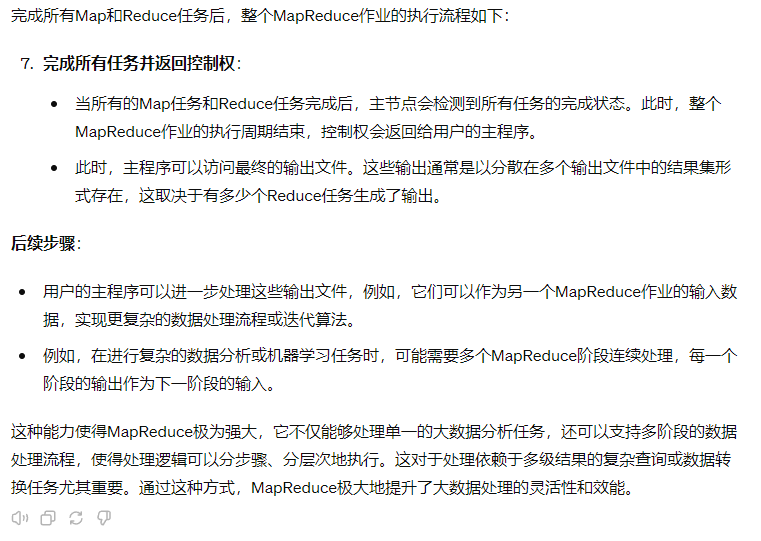 完成所有Map和Reduce任务后，整个MapReduce作业的执行流程如下：
7. 完成所有任务并返回控制权：
• 当所有的Map任务和Reduce任务完成后，主节点会检测到所有任务的完成状态。此时，整个
MapReduce作业的执行周期结束，控制权会返回给用户的主程序。
• 此时，主程序可以访问最终的输出文件。这些输出通常是以分散在多个输出文件中的结果集形
式存在，这取决于有多少个Reduce任务生成了输出。
后续步骤：
• 用户的主程序可以进一步处理这些输出文件，例如，它们可以作为另一个MapReduce作业的输入数
据，实现更复杂的数据处理流程或迭代算法。
• 例如，在进行复杂的数据分析或机器学习任务时，可能需要多个MapReduce阶段连续处理，每一个
阶段的输出作为下一阶段的输入。
这种能力使得MapReduce极为强大，它不仅能够处理单一的大数据分析任务，还可以支持多阶段的数据
处理流程，使得处理逻辑可以分步骤、分层次地执行。这对于处理依赖于多级结果的复杂查询或数据转
换任务尤其重要。通过这种方式，MapReduce极大地提升了大数据处理的灵活性和效能。